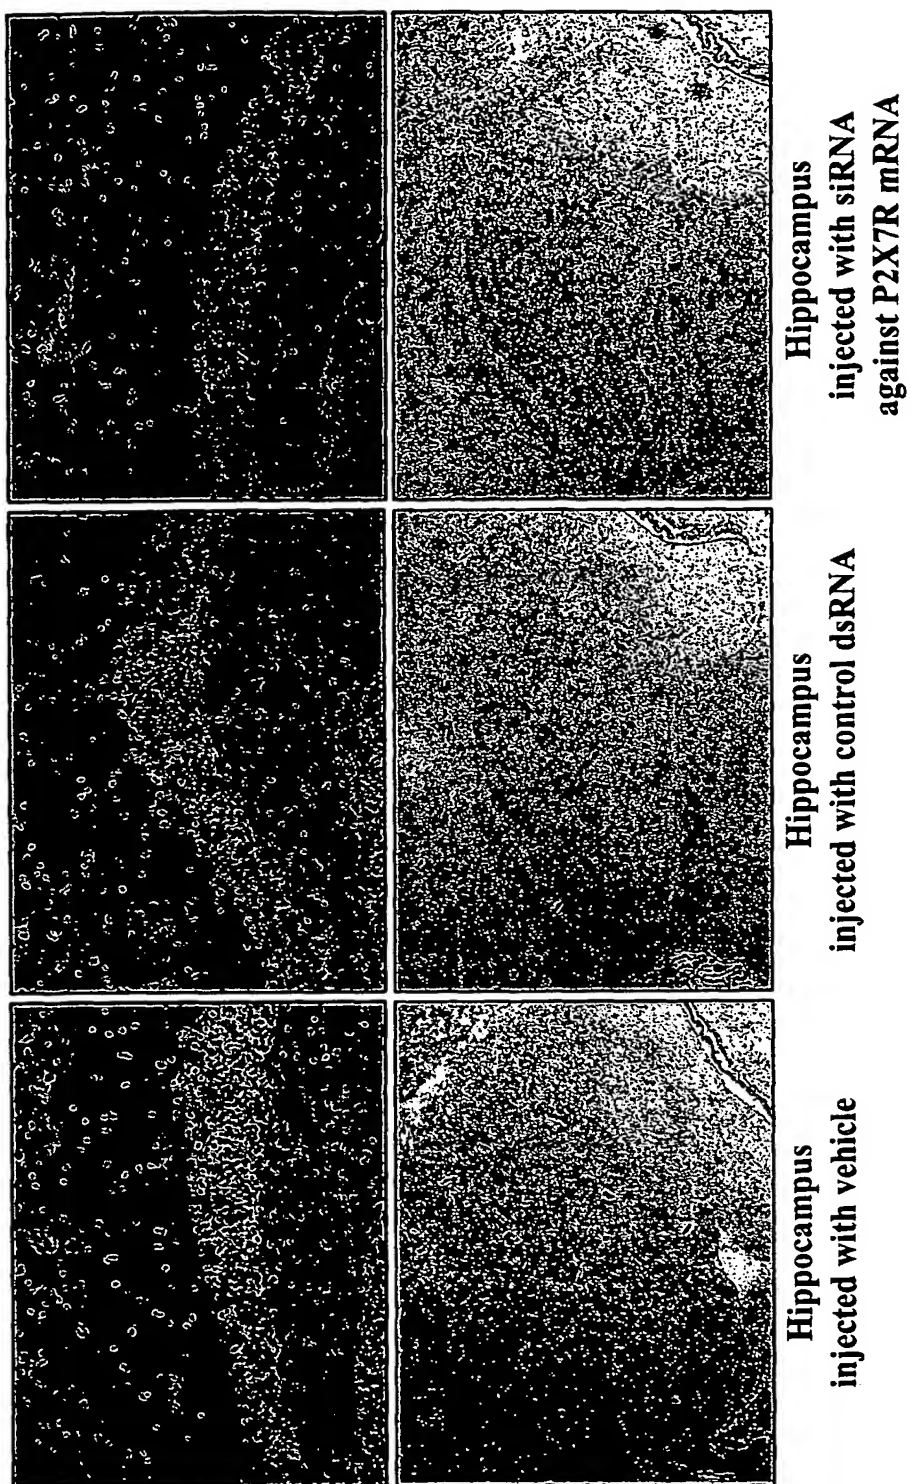 Hippocampus
injected with vehicle
Hippocampus
injected with control dsRNA
Hippocampus
injected with siRNA
against P2X7R mRNA